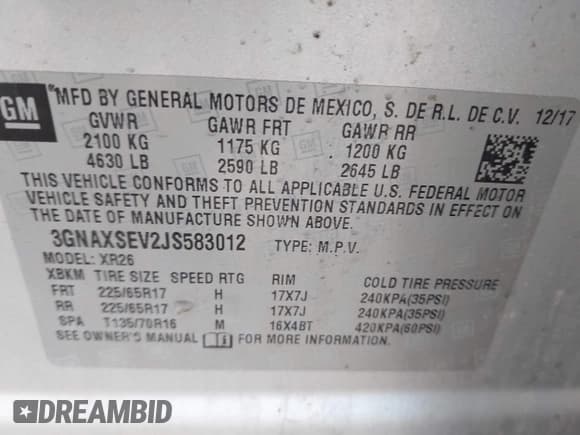 GM
*MFD BY GENERAL MOTORS DE MEXICO, S. DE R.L. DE C.V. 12/17
GVWR GAWR FRT GAWR RR
2100 KG 1175 KG 1200 KG
4630 LB 2590 LB 2645 LB
THIS VEHICLE CONFORMS TO ALL APPLICABLE U.S. FEDERAL MOTOR
VEHICLE SAFETY AND THEFT PREVENTION STANDARDS IN EFFECT ON
THE DATE OF MANUFACTURE SHOWN ABOVE.
3GNAXSEV2JS583012 TYPE: M.P.V.
MODEL: XR26
XBKM TIRE SIZE SPEED RTG RIM COLD TIRE PRESSURE
FRT 225/65R17 H 17X7J 240KPA(35PSI)
RR 225/65R17 H 17X7J 240KPA(35PSI)
SPA T135/70R16 M 16X4BT 420KPA(60PSI)
SEE OWNER'S MANUAL FOR MORE INFORMATION.
DREAMBID